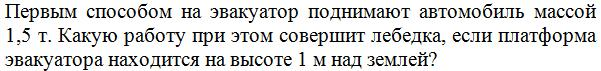 Первым способом на эвакуатор поднимают автомобиль массой
1,5 т. Какую работу при этом совершит лебедка, если платформа
эвакуатора находится на высоте 1 м над землей?